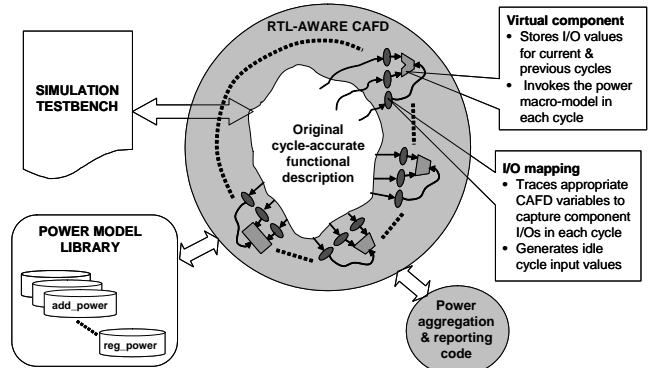 RTL-AWARE CAFD
SIMULATION
TESTBENCH
Original
cycle-accurate
functional
description
Virtual component
• Stores I/O values
for current &
previous cycles
• Invokes the power
macro-model in
each cycle
I/O mapping
• Traces appropriate
CAFD variables to
capture component
I/Os in each cycle
• Generates idle
cycle input values
POWER MODEL
LIBRARY
add_power
reg_power
Power
aggregation
& reporting
code